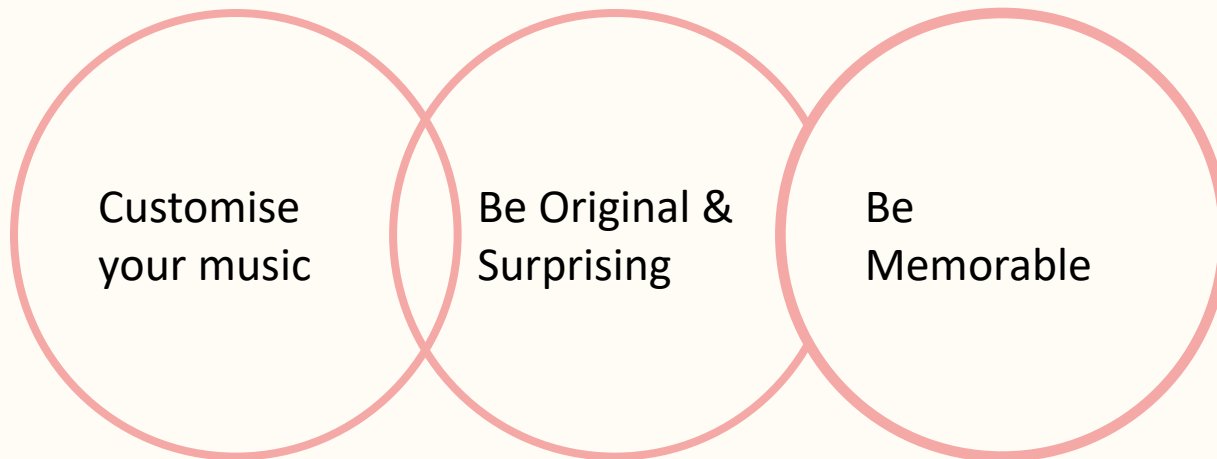 Customise
your music
Be Original &
Surprising
Be
Memorable